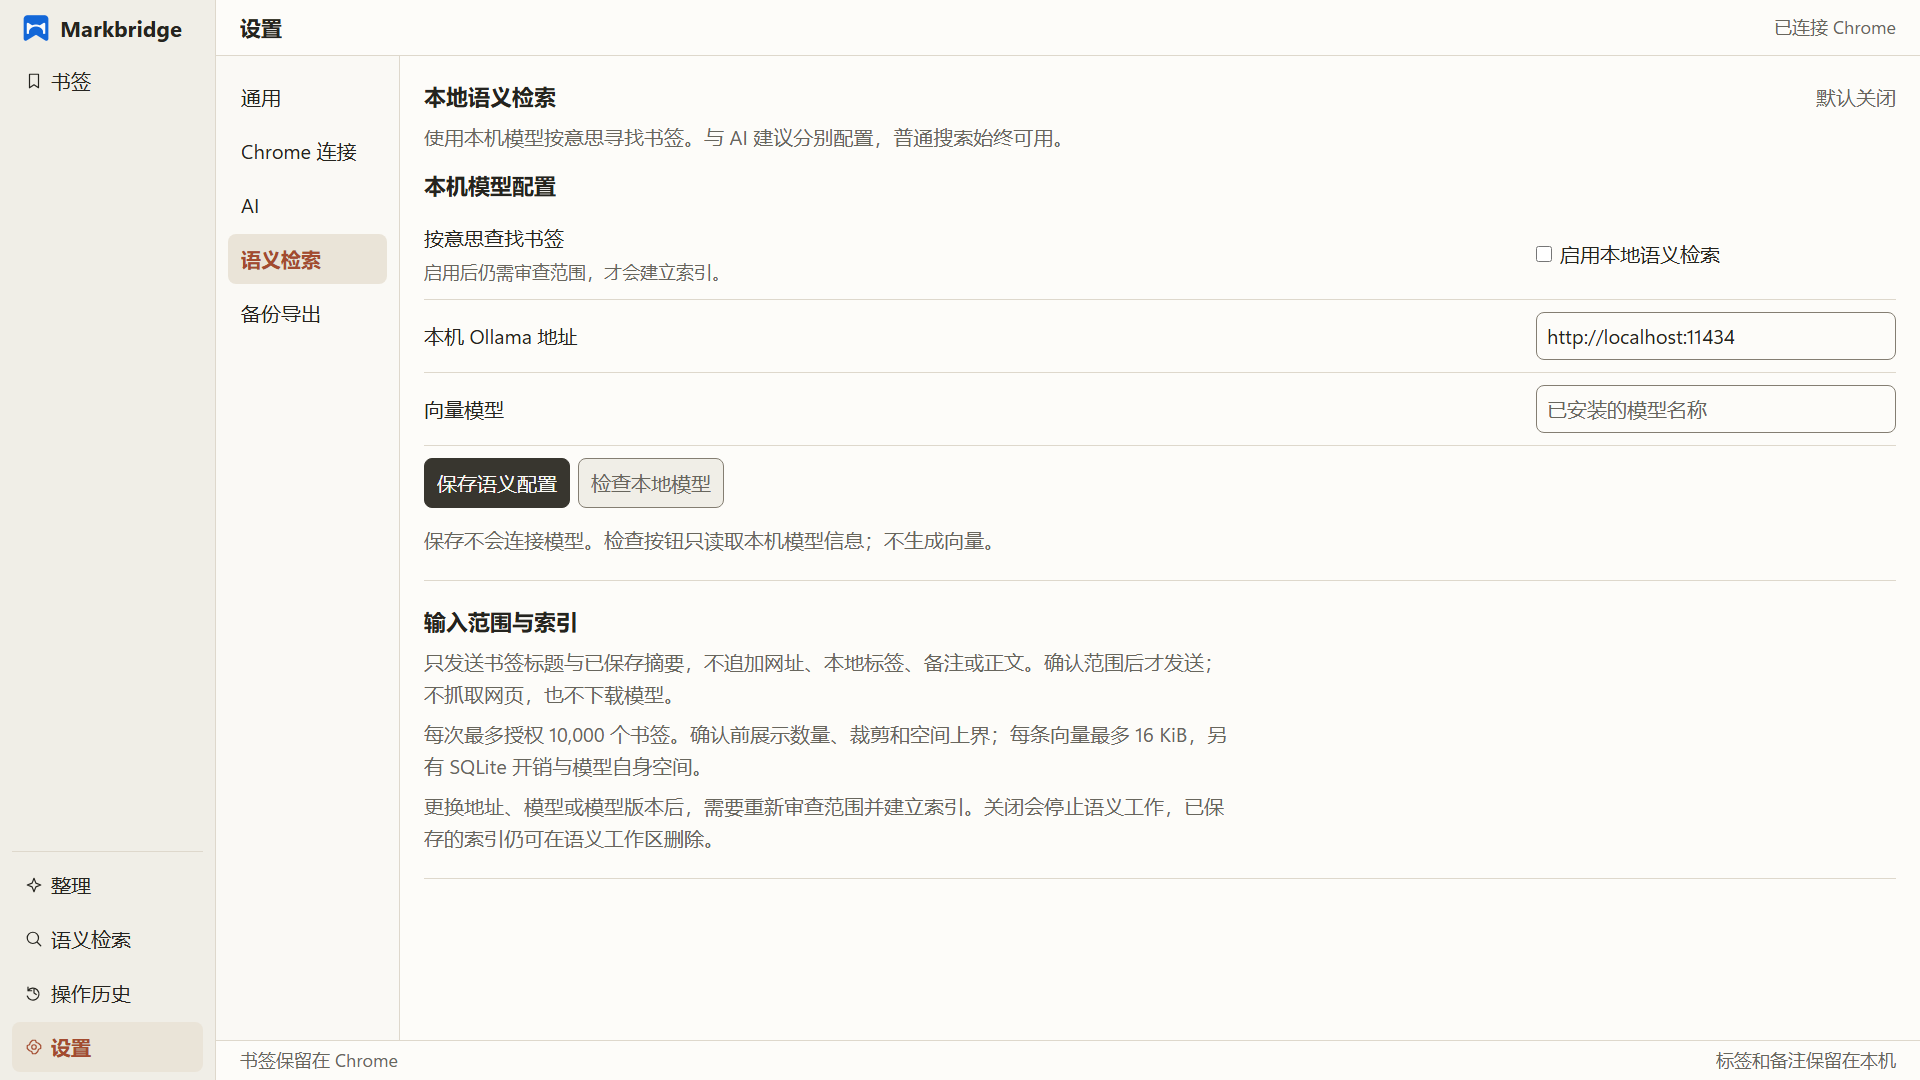 Markbridge
书签
整理
语义检索
操作历史
设置
设置
已连接 Chrome
通用
Chrome 连接
AI
语义检索
备份导出
本地语义检索
默认关闭
使用本机模型按意思寻找书签。与 AI 建议分别配置，普通搜索始终可用。
本机模型配置
按意思查找书签
启用后仍需审查范围，才会建立索引。
启用本地语义检索
本机 Ollama 地址
http://localhost:11434
向量模型
已安装的模型名称
保存语义配置
检查本地模型
保存不会连接模型。检查按钮只读取本机模型信息；不生成向量。
输入范围与索引
只发送书签标题与已保存摘要，不追加网址、本地标签、备注或正文。确认范围后才发送；
不抓取网页，也不下载模型。
每次最多授权 10,000 个书签。确认前展示数量、裁剪和空间上界；每条向量最多 16 KiB，另
有 SQLite 开销与模型自身空间。
更换地址、模型或模型版本后，需要重新审查范围并建立索引。关闭会停止语义工作，已保
存的索引仍可在语义工作区删除。
书签保留在 Chrome
标签和备注保留在本机